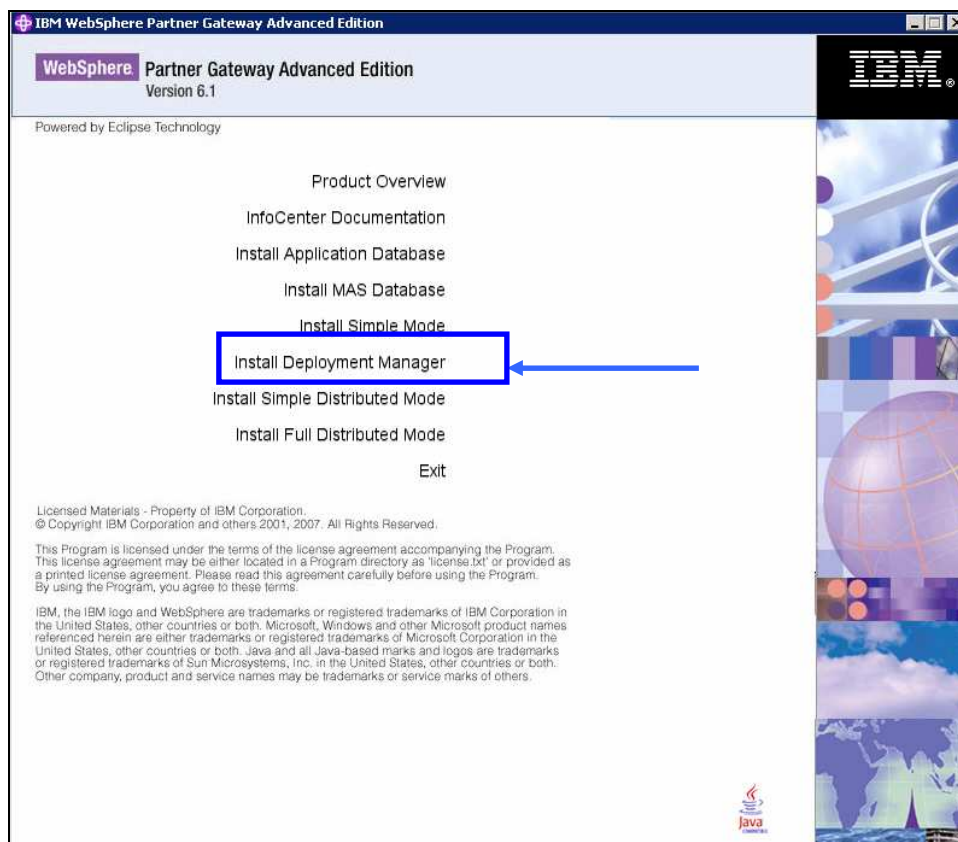 IBM WebSphere Partner Gateway Advanced Edition
WebSphere. Partner Gateway Advanced Edition
Version 6.1
IBM®
Powered by Eclipse Technology
Product Overview
InfoCenter Documentation
Install Application Database
Install MAS Database
Install Simple Mode
Install Deployment Manager
Install Simple Distributed Mode
Install Full Distributed Mode
Exit
Licensed Materials - Property of IBM Corporation.
© Copyright IBM Corporation and others 2001, 2007. All Rights Reserved.
This Program is licensed under the terms of the license agreement accompanying the Program.
This license agreement may be either located in a Program directory as 'license.txt' or provided as
a printed license agreement. Please read this agreement carefully before using the Program.
By using the Program, you agree to these terms.
IBM, the IBM logo and WebSphere are trademarks or registered trademarks of IBM Corporation in
the United States, other countries or both. Microsoft, Windows and other Microsoft product names
referenced herein are either trademarks or registered trademarks of Microsoft Corporation in the
United States, other countries or both. Java and all Java-based marks and logos are trademarks
or registered trademarks of Sun Microsystems, Inc. in the United States, other countries or both.
Other company, product and service names may be trademarks or service marks of others.
Java